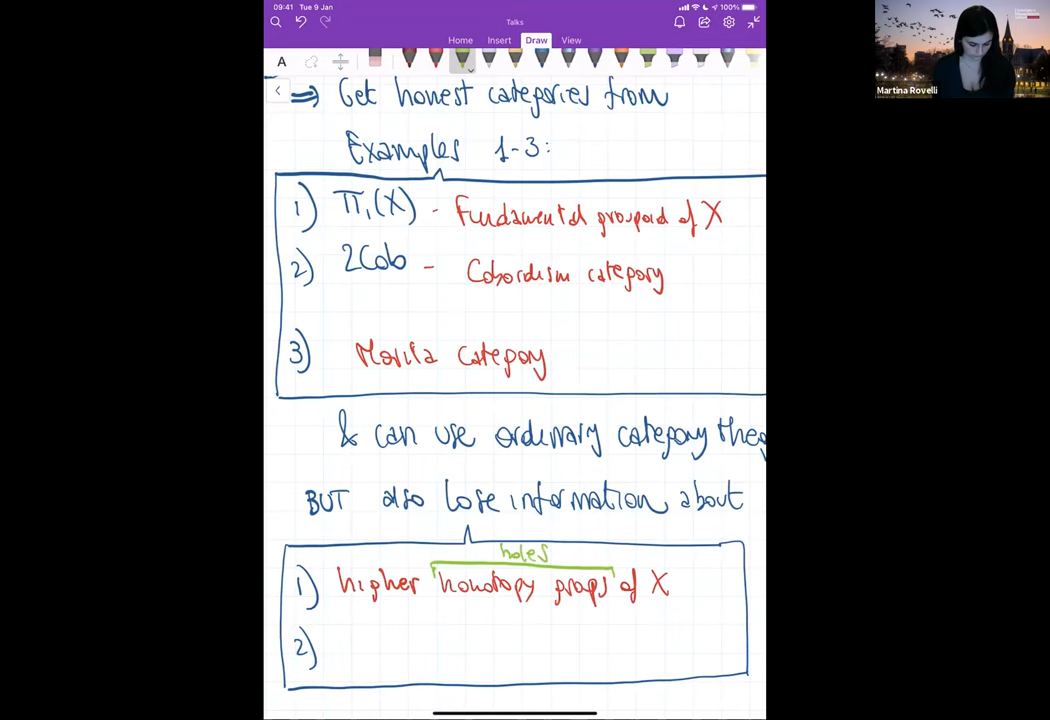 09:41 Tue 9 Jan
100%
Talks
Home Insert Draw View
A
Martina Rovelli
⇒ Get honest categories from
Examples 1-3:
1) Π₁(X) - Fundamental groupoid of X
2) 2Cob - Cobordism category
3) Morita category
& can use ordinary category theo
BUT also lose information about
holes
1) higher homotopy groups of X
2)